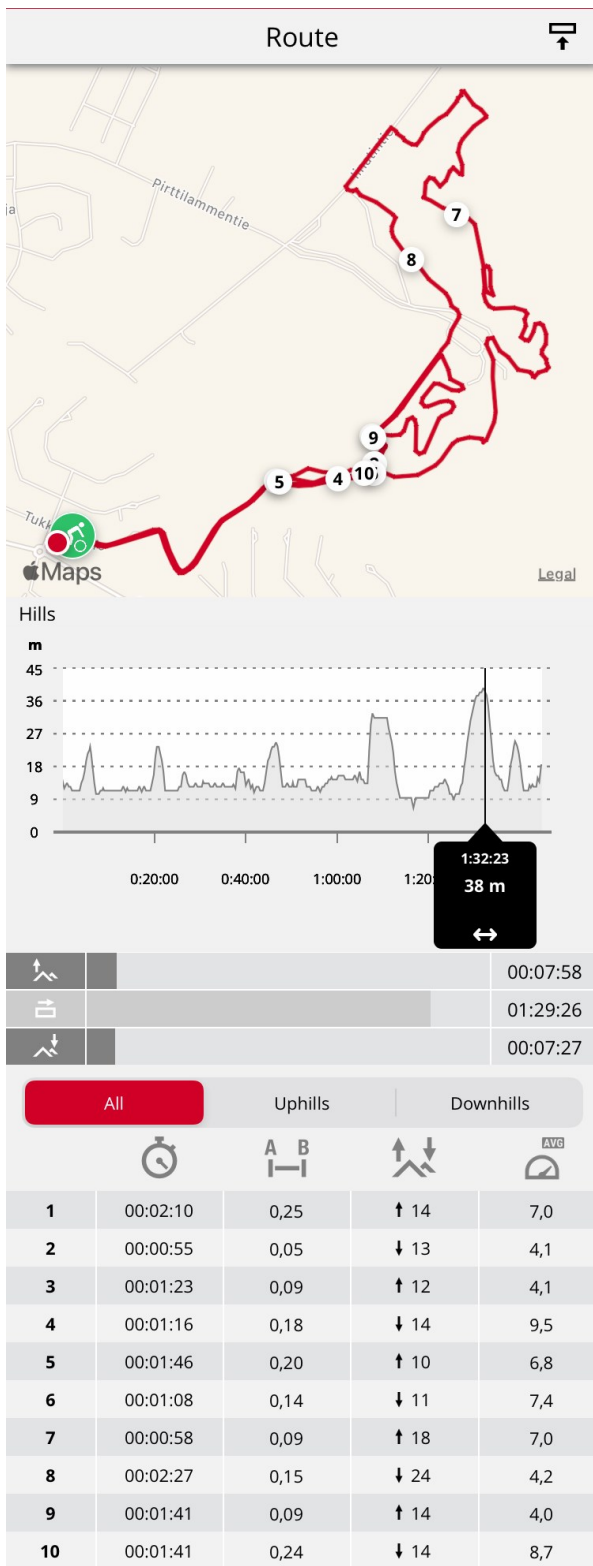 Route
Pirttilammentie
ja
7
8
9
10
5
4
Tukk
Maps
Legal
Hills
m
45
36
27
18
9
0
0:20:00 0:40:00 1:00:00 1:20:
1:32:23
38 m
00:07:58
01:29:26
00:07:27
All Uphills Downhills
A B AVG
1 00:02:10 0,25 ↑ 14 7,0
2 00:00:55 0,05 ↓ 13 4,1
3 00:01:23 0,09 ↑ 12 4,1
4 00:01:16 0,18 ↓ 14 9,5
5 00:01:46 0,20 ↑ 10 6,8
6 00:01:08 0,14 ↓ 11 7,4
7 00:00:58 0,09 ↑ 18 7,0
8 00:02:27 0,15 ↓ 24 4,2
9 00:01:41 0,09 ↑ 14 4,0
10 00:01:41 0,24 ↓ 14 8,7